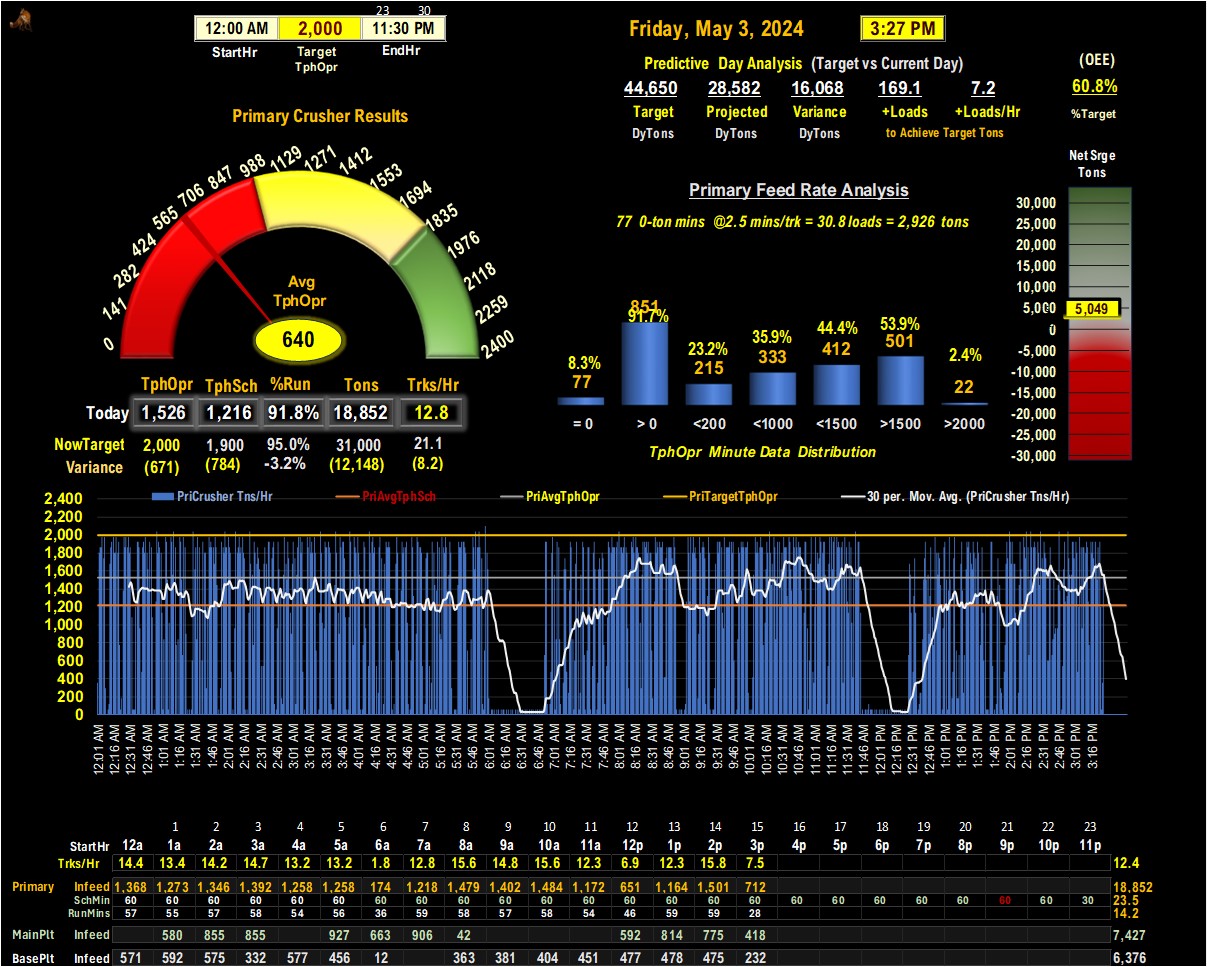 23 30
12:00 AM 2,000 11:30 PM
StartHr Target TphOpr EndHr
Friday, May 3, 2024 3:27 PM
Predictive Day Analysis (Target vs Current Day)
44,650 28,582 16,068 169.1 7.2
Target Projected Variance +Loads +Loads/Hr
DyTons DyTons DyTons to Achieve Target Tons
(OEE)
60.8%
%Target
Primary Crusher Results
0 141 282 424 565 706 847 988 1129 1271 1412 1553 1694 1835 1976 2118 2259 2400
Avg
TphOpr
640
TphOpr TphSch %Run Tons Trks/Hr
Today 1,526 1,216 91.8% 18,852 12.8
NowTarget 2,000 1,900 95.0% 31,000 21.1
Variance (671) (784) -3.2% (12,148) (8.2)
Primary Feed Rate Analysis
77 0-ton mins @2.5 mins/trk = 30.8 loads = 2,926 tons
8.3% 91.7% 23.2% 35.9% 44.4% 53.9% 2.4%
77 851 215 333 412 501 22
= 0 > 0 <200 <1000 <1500 >1500 >2000
TphOpr Minute Data Distribution
Net Srge
Tons
30,000
25,000
20,000
15,000
10,000
5,000
0
-5,000
-10,000
-15,000
-20,000
-25,000
-30,000
5,049
PriCrusher Tns/Hr PriAvgTphSch PriAvgTphOpr PriTargetTphOpr 30 per. Mov. Avg. (PriCrusher Tns/Hr)
2,400
2,200
2,000
1,800
1,600
1,400
1,200
1,000
800
600
400
200
0
12:01 AM 12:16 AM 12:31 AM 12:46 AM 1:01 AM 1:16 AM 1:31 AM 1:46 AM 2:01 AM 2:16 AM 2:31 AM 2:46 AM 3:01 AM 3:16 AM 3:31 AM 3:46 AM 4:01 AM 4:16 AM 4:31 AM 4:46 AM 5:01 AM 5:16 AM 5:31 AM 5:46 AM 6:01 AM 6:16 AM 6:31 AM 6:46 AM 7:01 AM 7:16 AM 7:31 AM 7:46 AM 8:01 AM 8:16 AM 8:31 AM 8:46 AM 9:01 AM 9:16 AM 9:31 AM 9:46 AM 10:01 AM 10:16 AM 10:31 AM 10:46 AM 11:01 AM 11:16 AM 11:31 AM 11:46 AM 12:01 PM 12:16 PM 12:31 PM 12:46 PM 1:01 PM 1:16 PM 1:31 PM 1:46 PM 2:01 PM 2:16 PM 2:31 PM 2:46 PM 3:01 PM 3:16 PM
1 2 3 4 5 6 7 8 9 10 11 12 13 14 15 16 17 18 19 20 21 22 23
StartHr 12a 1a 2a 3a 4a 5a 6a 7a 8a 9a 10a 11a 12p 1p 2p 3p 4p 5p 6p 7p 8p 9p 10p 11p
Trks/Hr 14.4 13.4 14.2 14.7 13.2 13.2 1.8 12.8 15.6 14.8 15.6 12.3 6.9 12.3 15.8 7.5 12.4
Primary Infeed 1,368 1,273 1,346 1,392 1,258 1,258 174 1,218 1,479 1,402 1,484 1,172 651 1,164 1,501 712 18,852
SchMin 60 60 60 60 60 60 60 60 60 60 60 60 60 60 60 60 60 60 60 60 60 60 60 30 23.5
RunMins 57 55 57 58 54 56 36 59 58 57 58 54 46 59 59 28 14.2
MainPlt Infeed 580 855 855 927 663 906 42 592 814 775 418 7,427
BasePlt Infeed 571 592 575 332 577 456 12 363 381 404 451 477 478 475 232 6,376